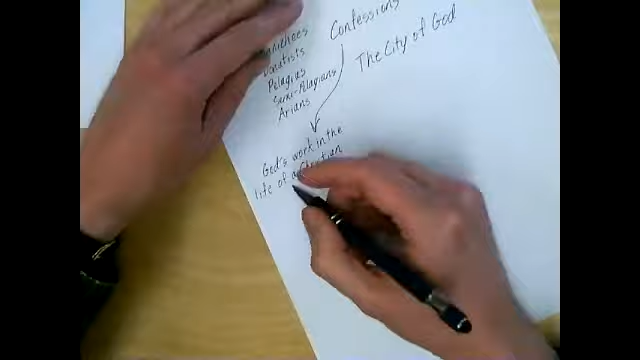 Confessions
The City of God
Donatists
Pelagius
Semi-Pelagians
Arians
God's work in the
life of a Christian